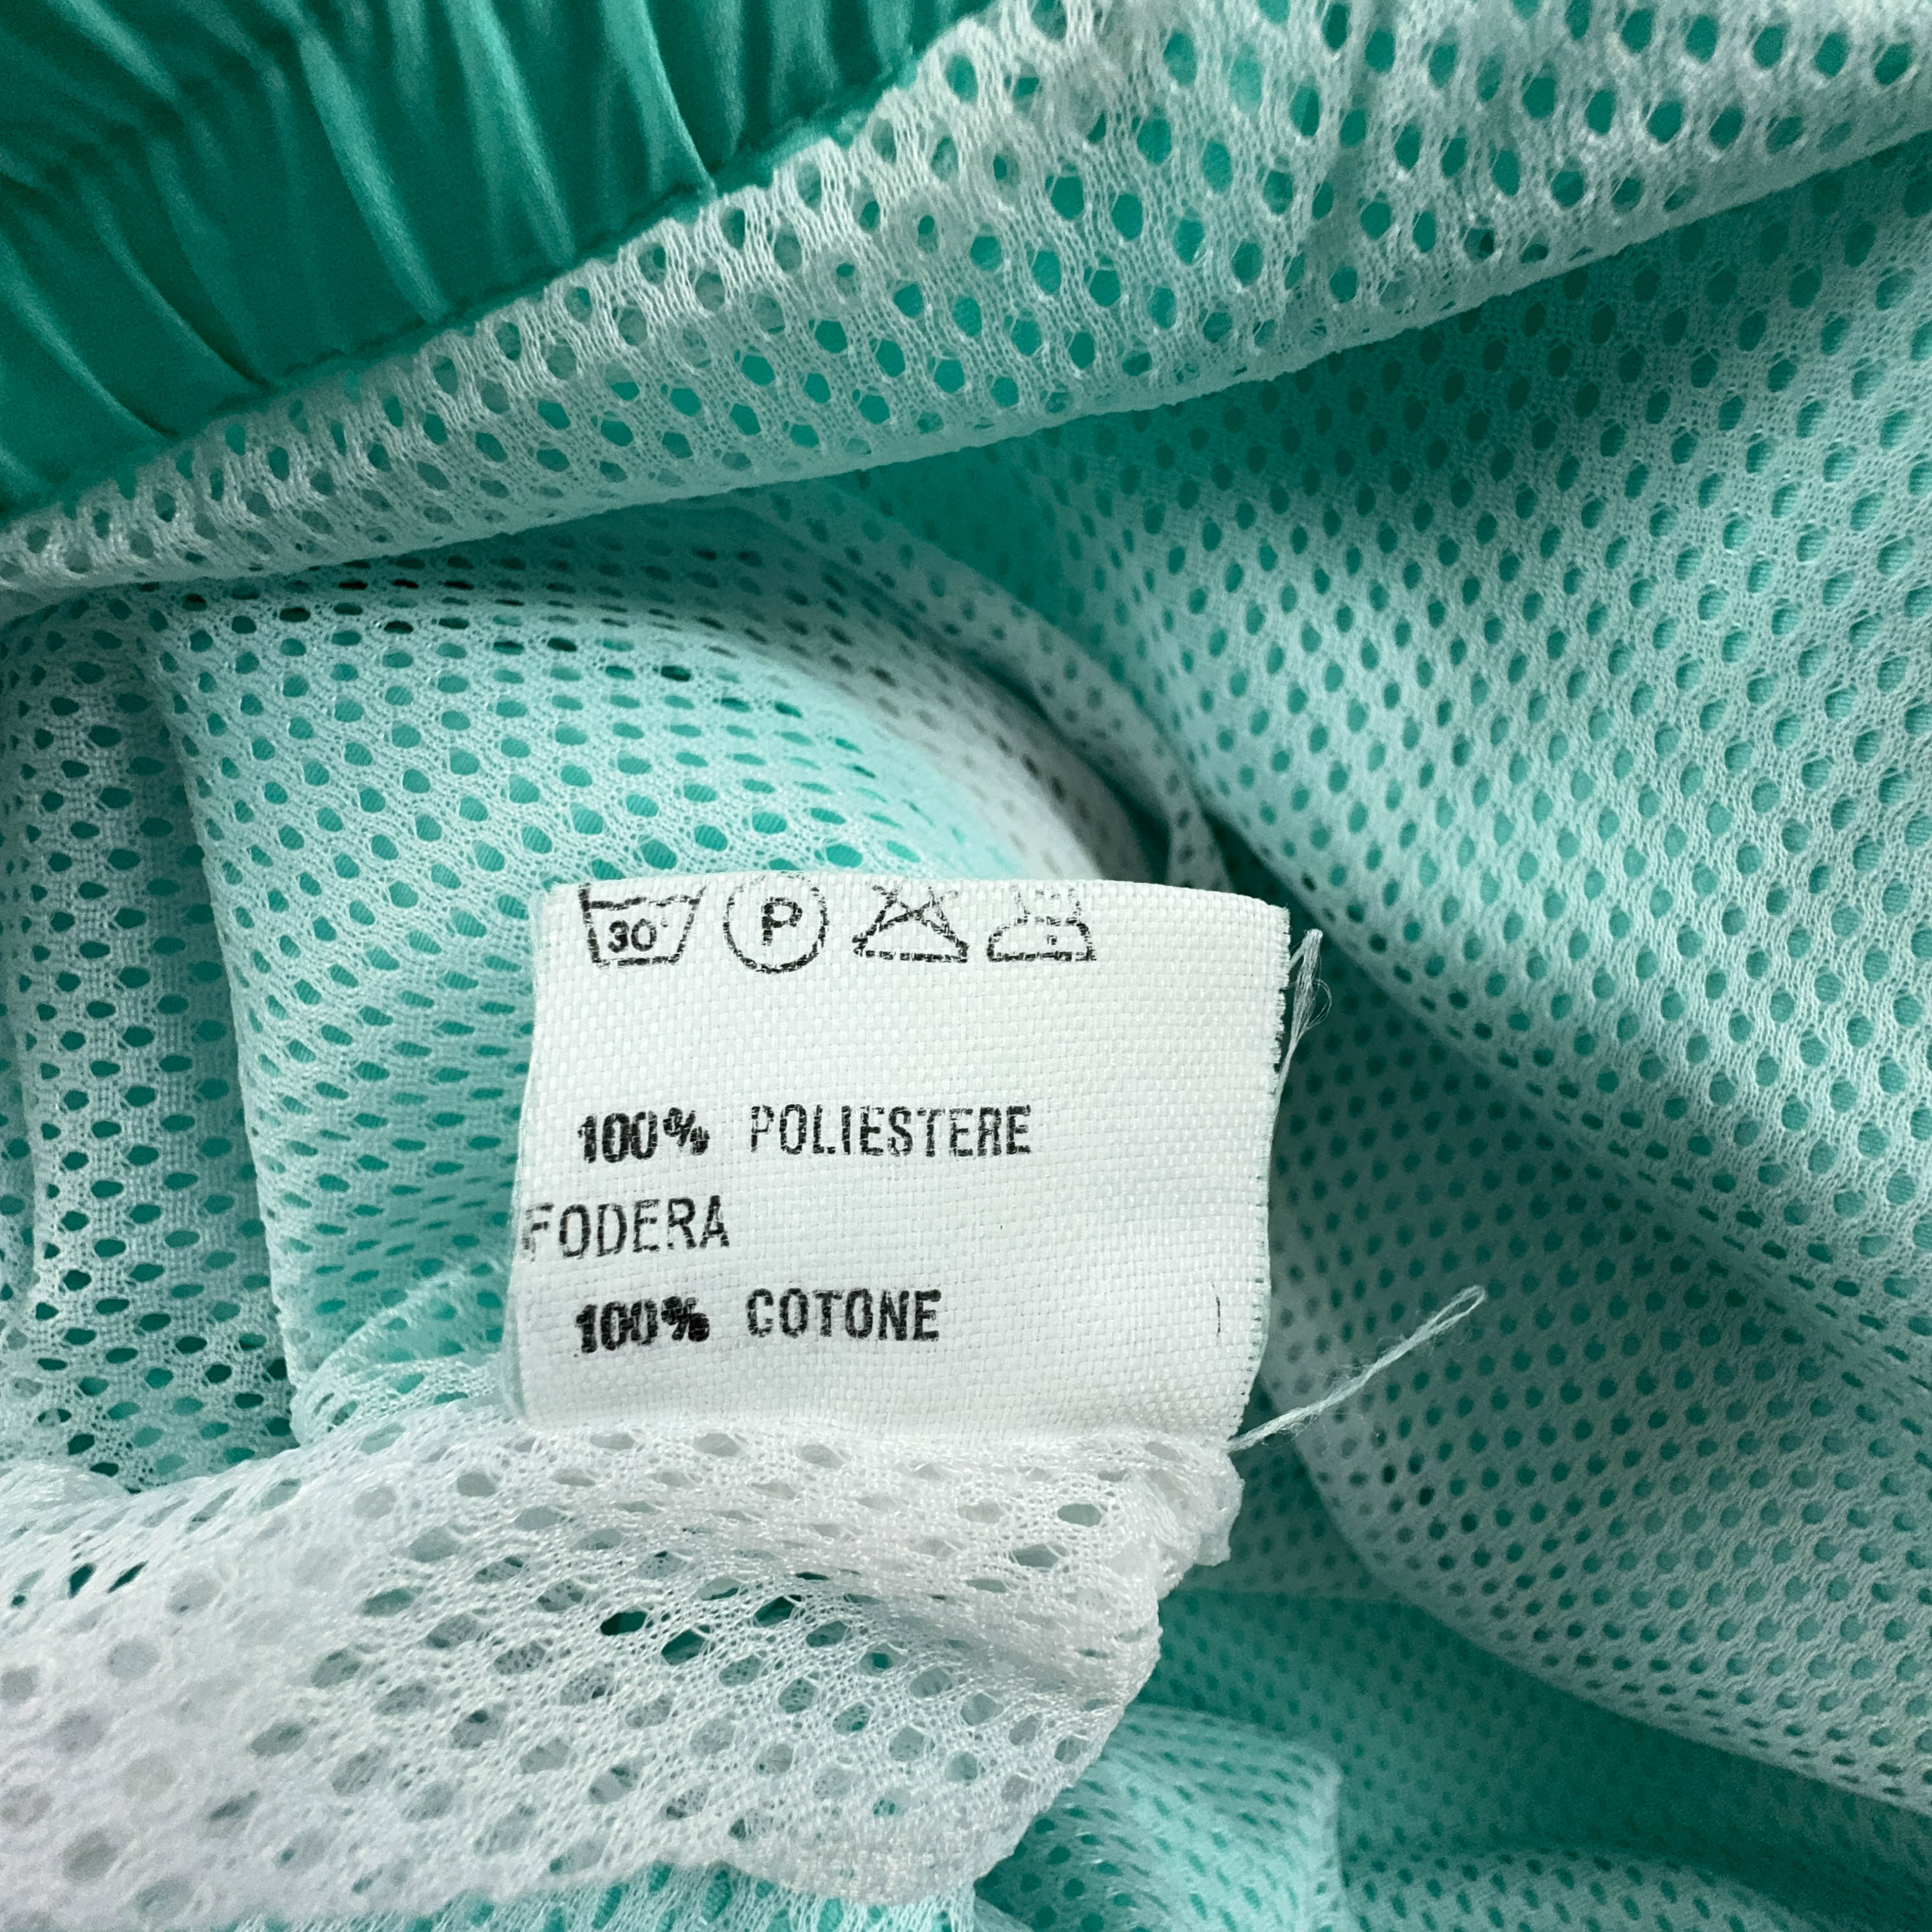 30°
P
100% POLIESTERE
FODERA
100% COTONE